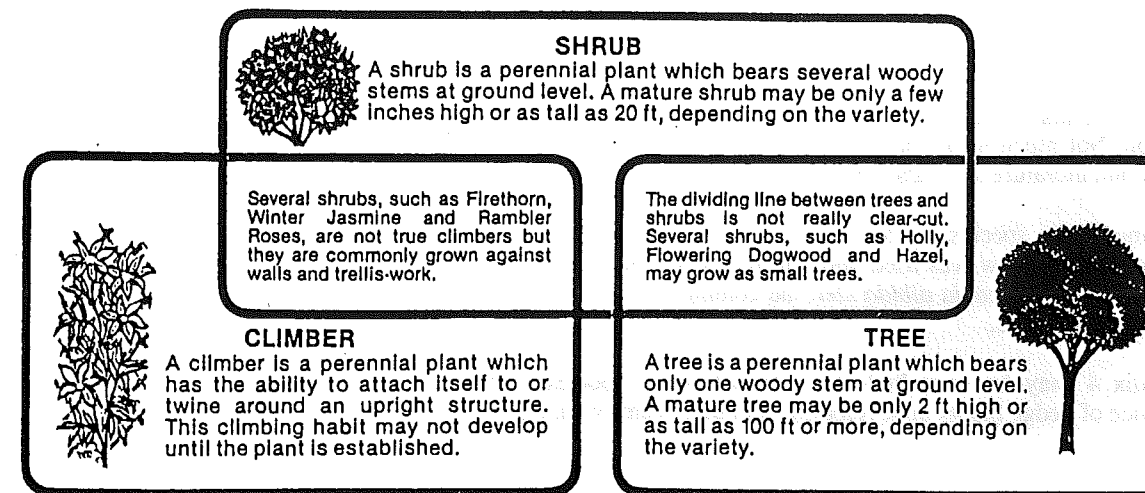 SHRUB
A shrub is a perennial plant which bears several woody
stems at ground level. A mature shrub may be only a few
inches high or as tall as 20 ft, depending on the variety.
Several shrubs, such as Firethorn,
Winter Jasmine and Rambler
Roses, are not true climbers but
they are commonly grown against
walls and trellis-work.
The dividing line between trees and
shrubs is not really clear-cut.
Several shrubs, such as Holly,
Flowering Dogwood and Hazel,
may grow as small trees.
CLIMBER
A climber is a perennial plant which
has the ability to attach itself to or
twine around an upright structure.
This climbing habit may not develop
until the plant is established.
TREE
A tree is a perennial plant which bears
only one woody stem at ground level.
A mature tree may be only 2 ft high or
as tall as 100 ft or more, depending on
the variety.